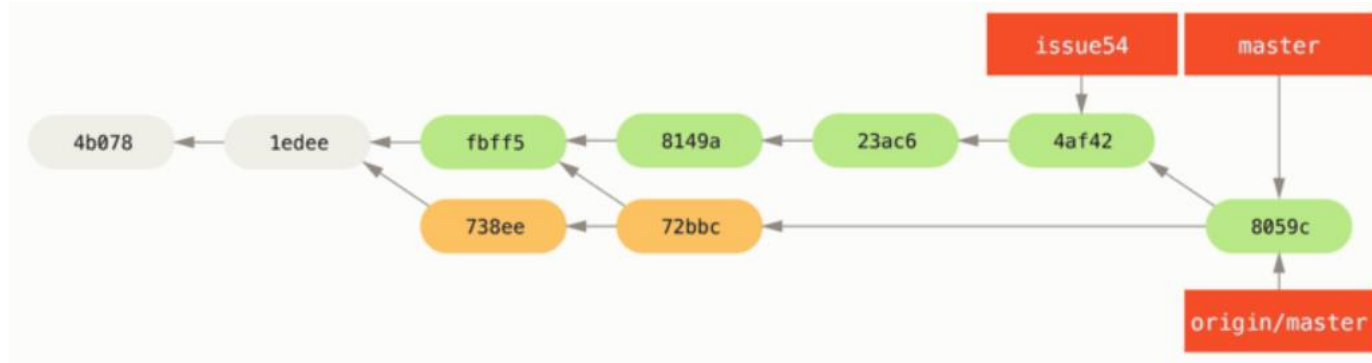 issue54 master
4b078 1edee fbff5 8149a 23ac6 4af42
738ee 72bbc 8059c
origin/master